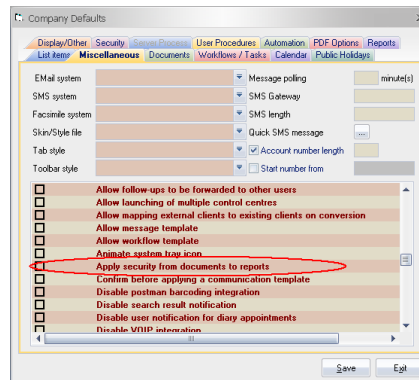 Company Defaults
Display/Other Security Server Process User Procedures Automation PDF Options Reports
List items Miscellaneous Documents Workflows / Tasks Calendar Public Holidays
EMail system Message polling minute(s)
SMS system SMS Gateway
Facsimile system SMS length
Skin/Style file Quick SMS message ...
Tab style Account number length
Toolbar style Start number from
Allow follow-ups to be forwarded to other users
Allow launching of multiple control centres
Allow mapping external clients to existing clients on conversion
Allow message template
Allow workflow template
Animate system tray icon
Apply security from documents to reports
Confirm before applying a communication template
Disable postman barcoding integration
Disable search result notification
Disable user notification for diary appointments
Disable VOIP integration
Save Exit